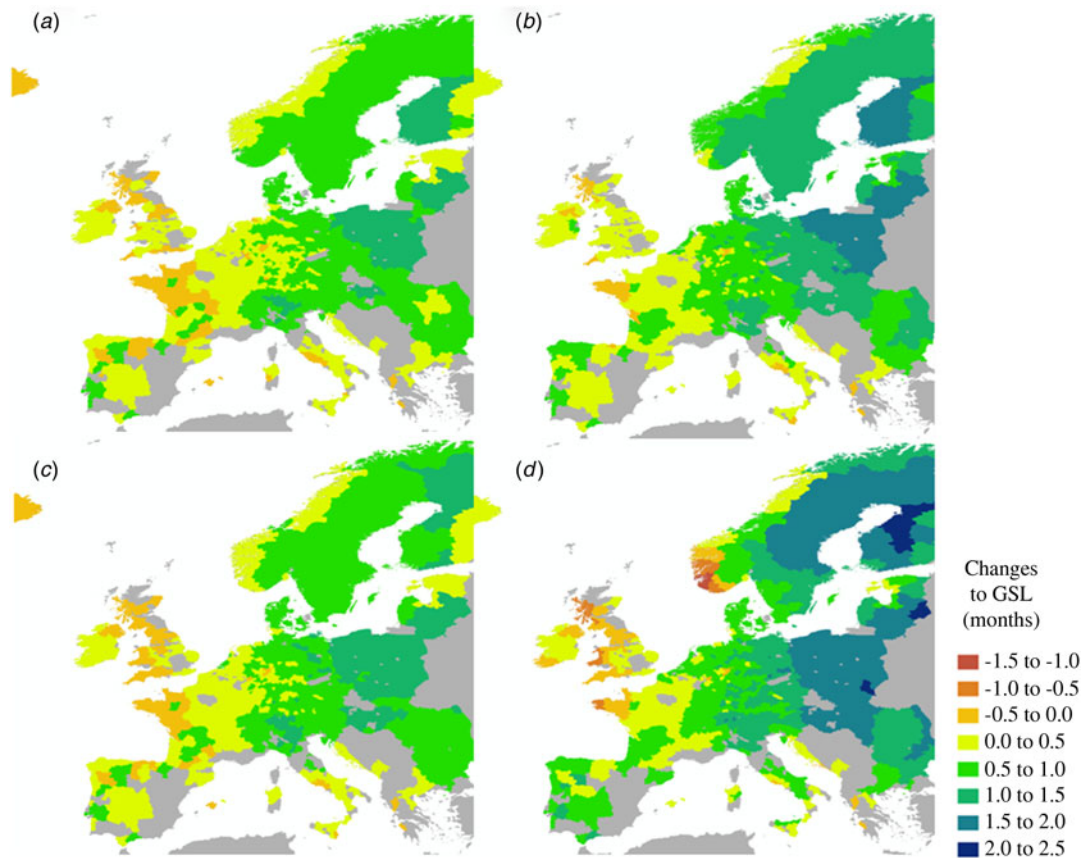 (a)
(b)
(c)
(d)
Changes
to GSL
(months)
-1.5 to -1.0
-1.0 to -0.5
-0.5 to 0.0
0.0 to 0.5
0.5 to 1.0
1.0 to 1.5
1.5 to 2.0
2.0 to 2.5